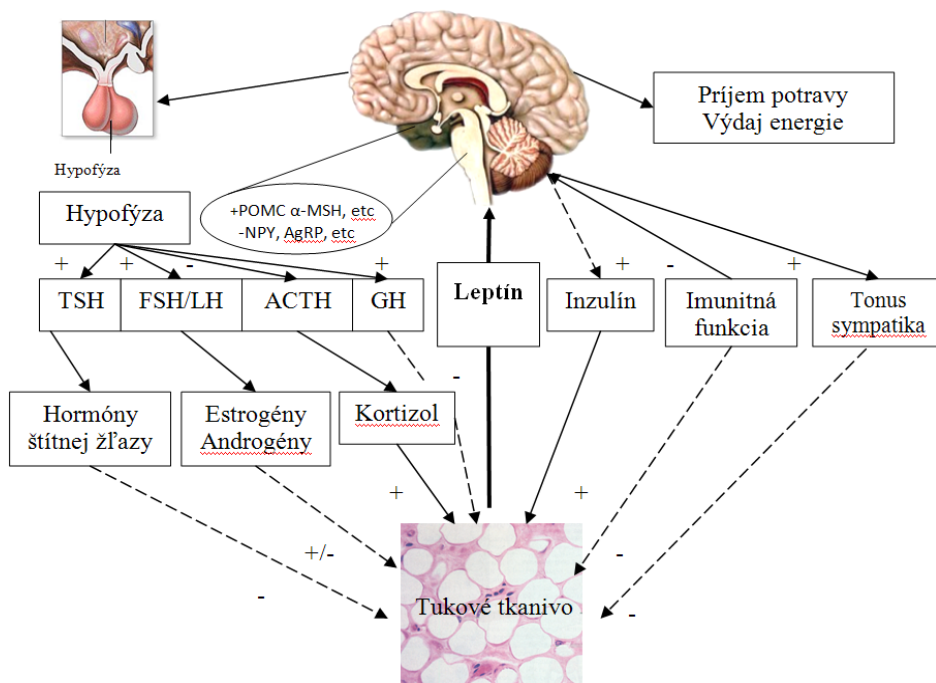 Príjem potravy
Výdaj energie
Hypofýza
Hypofýza
+POMC α-MSH, etc
-NPY, AgRP, etc
+ + - +
TSH
FSH/LH
ACTH
GH
Leptín
+ - +
Inzulín
Imunitná
funkcia
Tonus
sympatika
-
Hormóny
štítnej žľazy
Estrogény
Androgény
Kortizol
+
+
+/-
-
-
-
Tukové tkanivo